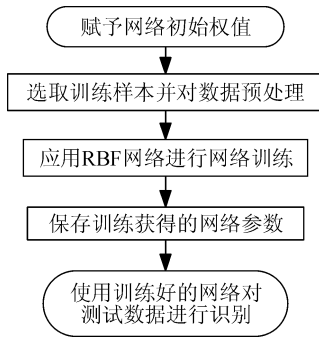 赋予网络初始权值
选取训练样本并对数据预处理
应用RBF网络进行网络训练
保存训练获得的网络参数
使用训练好的网络对
测试数据进行识别